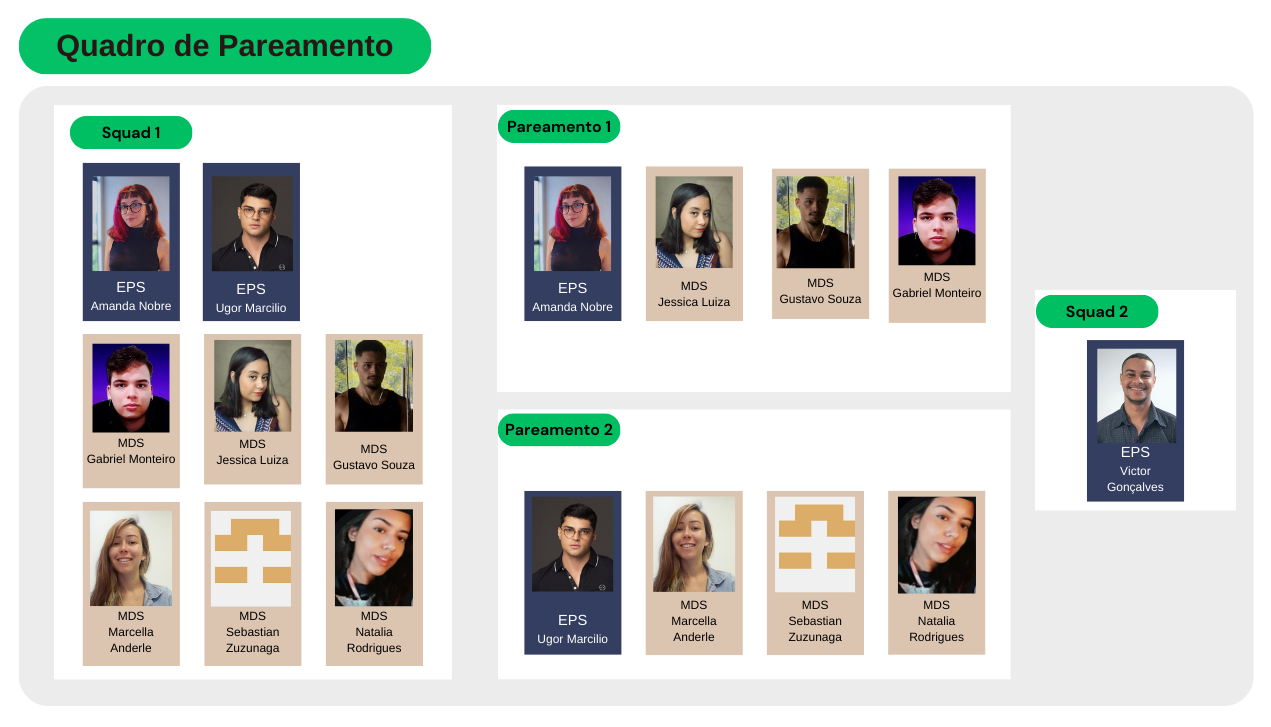 Quadro de Pareamento
Squad 1
EPS
Amanda Nobre
EPS
Ugor Marcilio
MDS
Gabriel Monteiro
MDS
Jessica Luiza
MDS
Gustavo Souza
MDS
Marcella
Anderle
MDS
Sebastian
Zuzunaga
MDS
Natalia
Rodrigues
Pareamento 1
EPS
Amanda Nobre
MDS
Jessica Luiza
MDS
Gustavo Souza
MDS
Gabriel Monteiro
Pareamento 2
EPS
Ugor Marcilio
MDS
Marcella
Anderle
MDS
Sebastian
Zuzunaga
MDS
Natalia
Rodrigues
Squad 2
EPS
Victor
Gonçalves